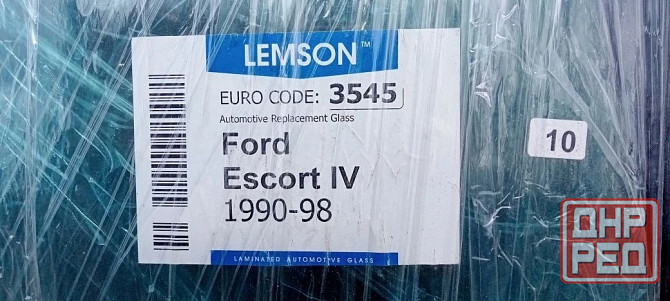 LEMSON™
EURO CODE: 3545
Automotive Replacement Glass
Ford
Escort IV
1990-98
LAMINATED AUTOMOTIVE GLASS
10
ДНР
РЕД